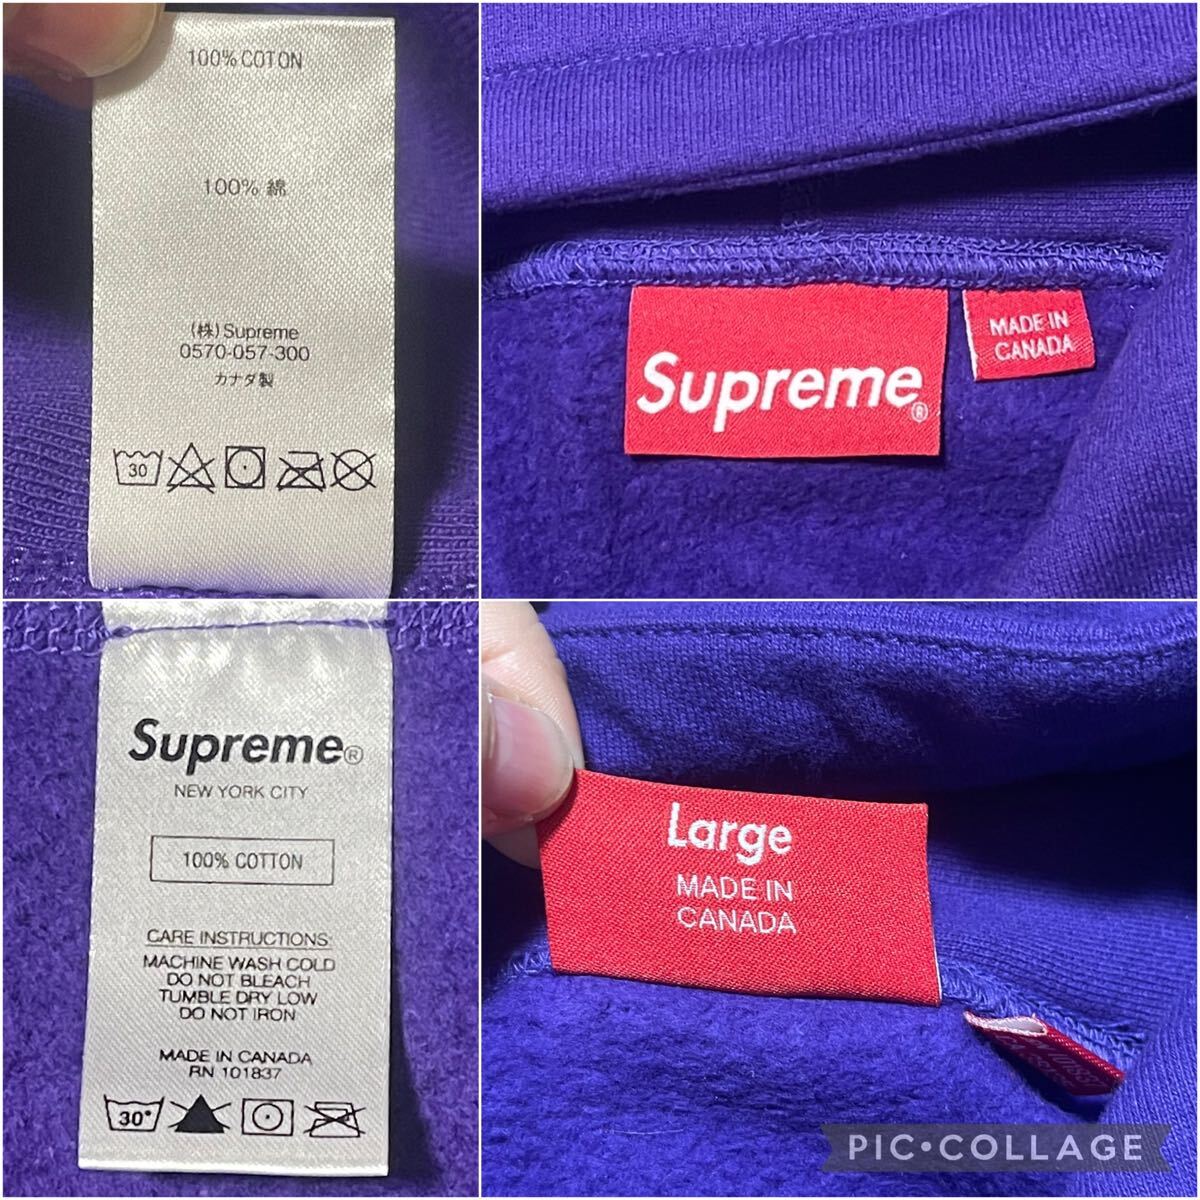 100% COTON
100% 綿
(株) Supreme
0570-057-300
カナダ製
30
Supreme®
MADE IN
CANADA
Supreme®
NEW YORK CITY
100% COTTON
CARE INSTRUCTIONS:
MACHINE WASH COLD
DO NOT BLEACH
TUMBLE DRY LOW
DO NOT IRON
MADE IN CANADA
RN 101837
30°
Large
MADE IN
CANADA
PIC•COLLAGE